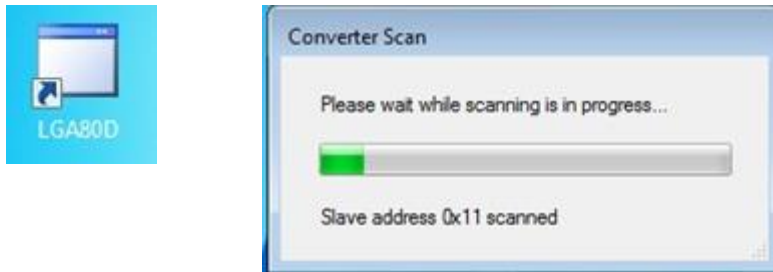 LGA80D
Converter Scan
Please wait while scanning is in progress...
Slave address 0x11 scanned